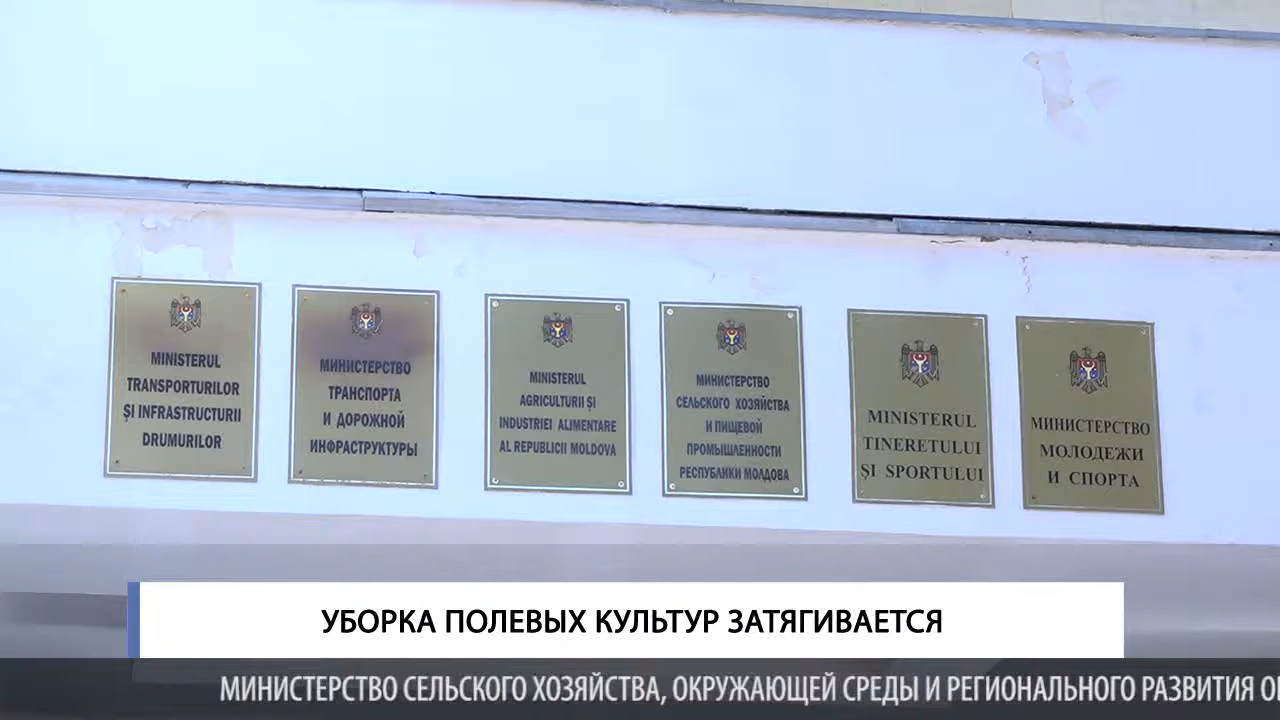 MINISTERUL
TRANSPORTURILOR
ȘI INFRASTRUCTURII
DRUMURILOR
МИНИСТЕРСТВО
ТРАНСПОРТА
И ДОРОЖНОЙ
ИНФРАСТРУКТУРЫ
MINISTERUL
AGRICULTURII ȘI
INDUSTRIEI ALIMENTARE
AL REPUBLICII MOLDOVA
МИНИСТЕРСТВО
СЕЛЬСКОГО ХОЗЯЙСТВА
И ПИЩЕВОЙ
ПРОМЫШЛЕННОСТИ
РЕСПУБЛИКИ МОЛДОВА
MINISTERUL
TINERETULUI
ȘI SPORTULUI
МИНИСТЕРСТВО
МОЛОДЕЖИ
И СПОРТА
УБОРКА ПОЛЕВЫХ КУЛЬТУР ЗАТЯГИВАЕТСЯ
МИНИСТЕРСТВО СЕЛЬСКОГО ХОЗЯЙСТВА, ОКРУЖАЮЩЕЙ СРЕДЫ И РЕГИОНАЛЬНОГО РАЗВИТИЯ